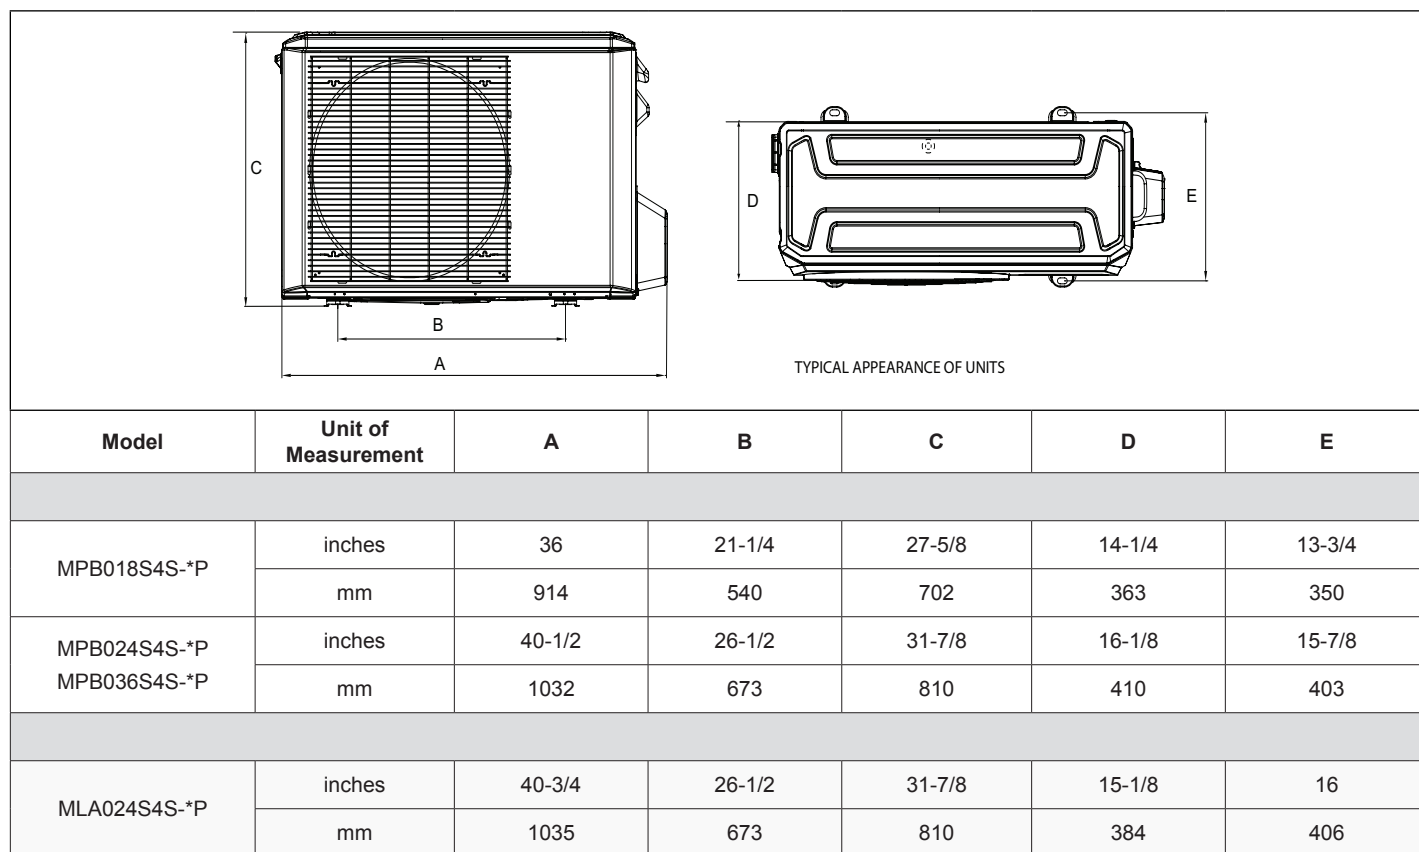 C
B
A
D
E
TYPICAL APPEARANCE OF UNITS
Model Unit of Measurement A B C D E
MPB018S4S-*P inches 36 21-1/4 27-5/8 14-1/4 13-3/4
mm 914 540 702 363 350
MPB024S4S-*P MPB036S4S-*P inches 40-1/2 26-1/2 31-7/8 16-1/8 15-7/8
mm 1032 673 810 410 403
MLA024S4S-*P inches 40-3/4 26-1/2 31-7/8 15-1/8 16
mm 1035 673 810 384 406